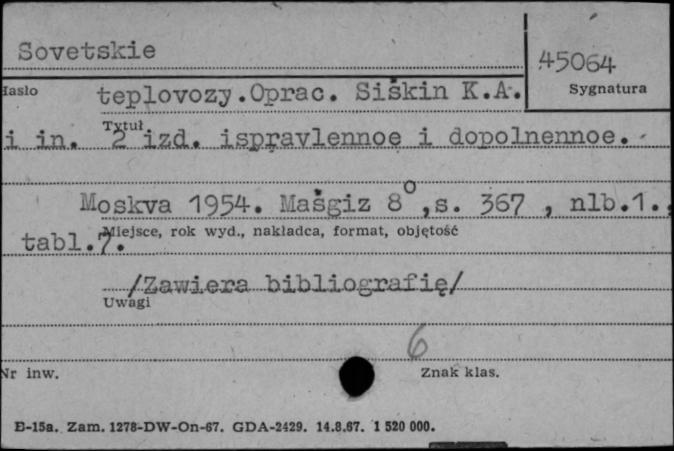 Sovetskie
45064
Hasło
teplovozy.Oprac. Siškin K.A.
Sygnatura
Tytuł
i in. 2 izd. ispravlennoe i dopolnennoe.
Moskva 1954. Mašgiz 8°,s. 367 , nlb.1.,
Miejsce, rok wyd., nakładca, format, objętość
tabl.7.
/Zawiera bibliografię/
Uwagi
6
Nr inw.
Znak klas.
E-15a. Zam. 1278-DW-On-67. GDA-2429. 14.8.67. 1 520 000.